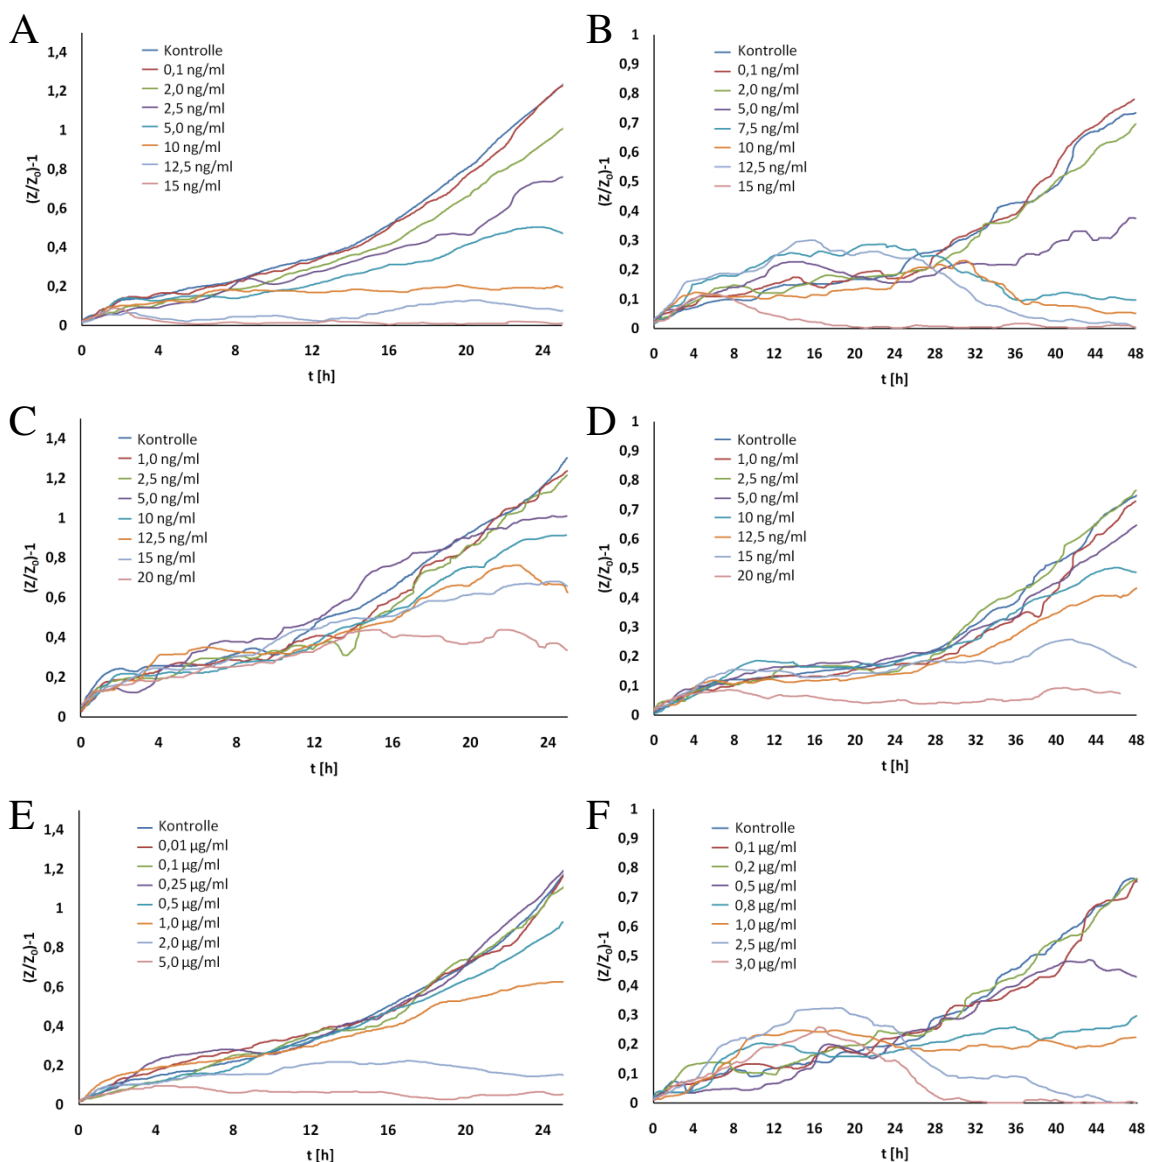 A
(Z/Z₀)-1
1,4
1,2
1
0,8
0,6
0,4
0,2
0
Kontrolle
0,1 ng/ml
2,0 ng/ml
2,5 ng/ml
5,0 ng/ml
10 ng/ml
12,5 ng/ml
15 ng/ml
0 4 8 12 16 20 24
t [h]
B
(Z/Z₀)-1
1
0,9
0,8
0,7
0,6
0,5
0,4
0,3
0,2
0,1
0
Kontrolle
0,1 ng/ml
2,0 ng/ml
5,0 ng/ml
7,5 ng/ml
10 ng/ml
12,5 ng/ml
15 ng/ml
0 4 8 12 16 20 24 28 32 36 40 44 48
t [h]
C
(Z/Z₀)-1
1,4
1,2
1
0,8
0,6
0,4
0,2
0
Kontrolle
1,0 ng/ml
2,5 ng/ml
5,0 ng/ml
10 ng/ml
12,5 ng/ml
15 ng/ml
20 ng/ml
0 4 8 12 16 20 24
t [h]
D
(Z/Z₀)-1
1
0,9
0,8
0,7
0,6
0,5
0,4
0,3
0,2
0,1
0
Kontrolle
1,0 ng/ml
2,5 ng/ml
5,0 ng/ml
10 ng/ml
12,5 ng/ml
15 ng/ml
20 ng/ml
0 4 8 12 16 20 24 28 32 36 40 44 48
t [h]
E
(Z/Z₀)-1
1,4
1,2
1
0,8
0,6
0,4
0,2
0
Kontrolle
0,01 µg/ml
0,1 µg/ml
0,25 µg/ml
0,5 µg/ml
1,0 µg/ml
2,0 µg/ml
5,0 µg/ml
0 4 8 12 16 20 24
t [h]
F
(Z/Z₀)-1
1
0,9
0,8
0,7
0,6
0,5
0,4
0,3
0,2
0,1
0
Kontrolle
0,1 µg/ml
0,2 µg/ml
0,5 µg/ml
0,8 µg/ml
1,0 µg/ml
2,5 µg/ml
3,0 µg/ml
0 4 8 12 16 20 24 28 32 36 40 44 48
t [h]